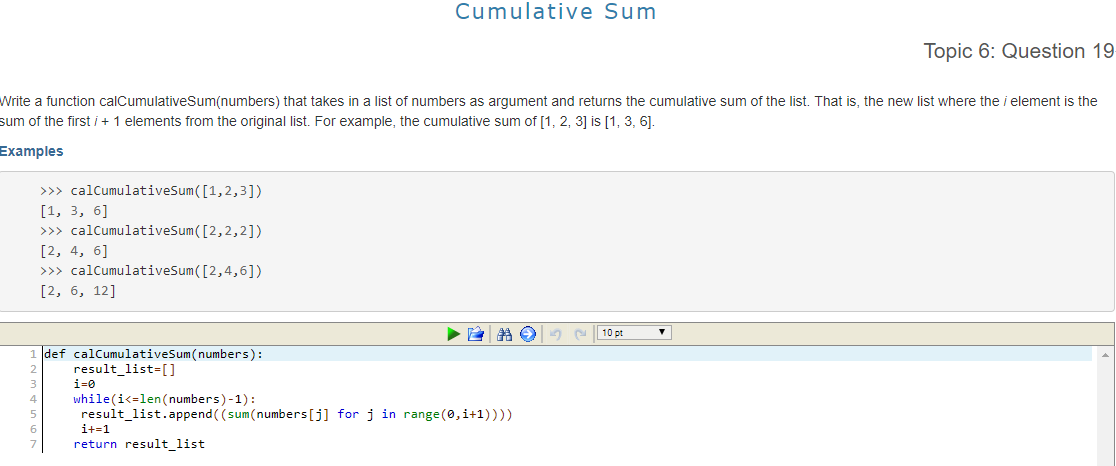 Cumulative Sum
Topic 6: Question 19
Write a function calCumulativeSum(numbers) that takes in a list of numbers as argument and returns the cumulative sum of the list. That is, the new list where the i element is the
sum of the first i + 1 elements from the original list. For example, the cumulative sum of [1, 2, 3] is [1, 3, 6].
Examples
>>> calCumulativeSum([1,2,3])
[1, 3, 6]
>>> calCumulativeSum([2,2,2])
[2, 4, 6]
>>> calCumulativeSum([2,4,6])
[2, 6, 12]
10 pt
1 def calCumulativeSum(numbers):
2     result_list=[]
3     i=0
4     while(i<=len(numbers)-1):
5      result_list.append((sum(numbers[j] for j in range(0,i+1))))
6      i+=1
7     return result_list